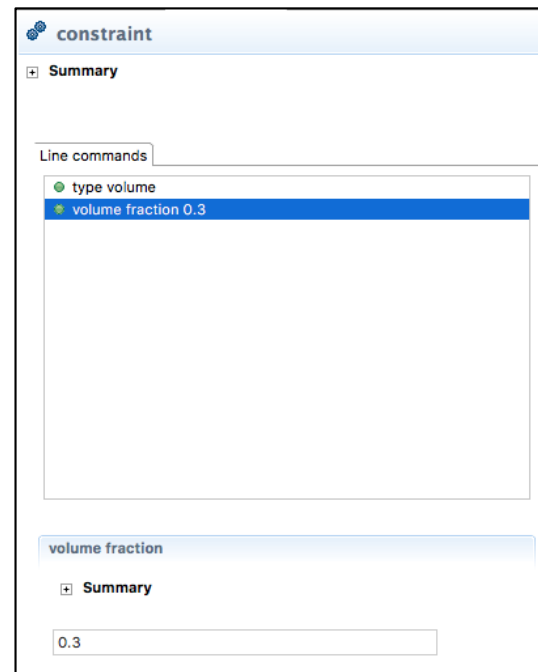 constraint
Summary
Line commands
type volume
volume fraction 0.3
volume fraction
Summary
0.3